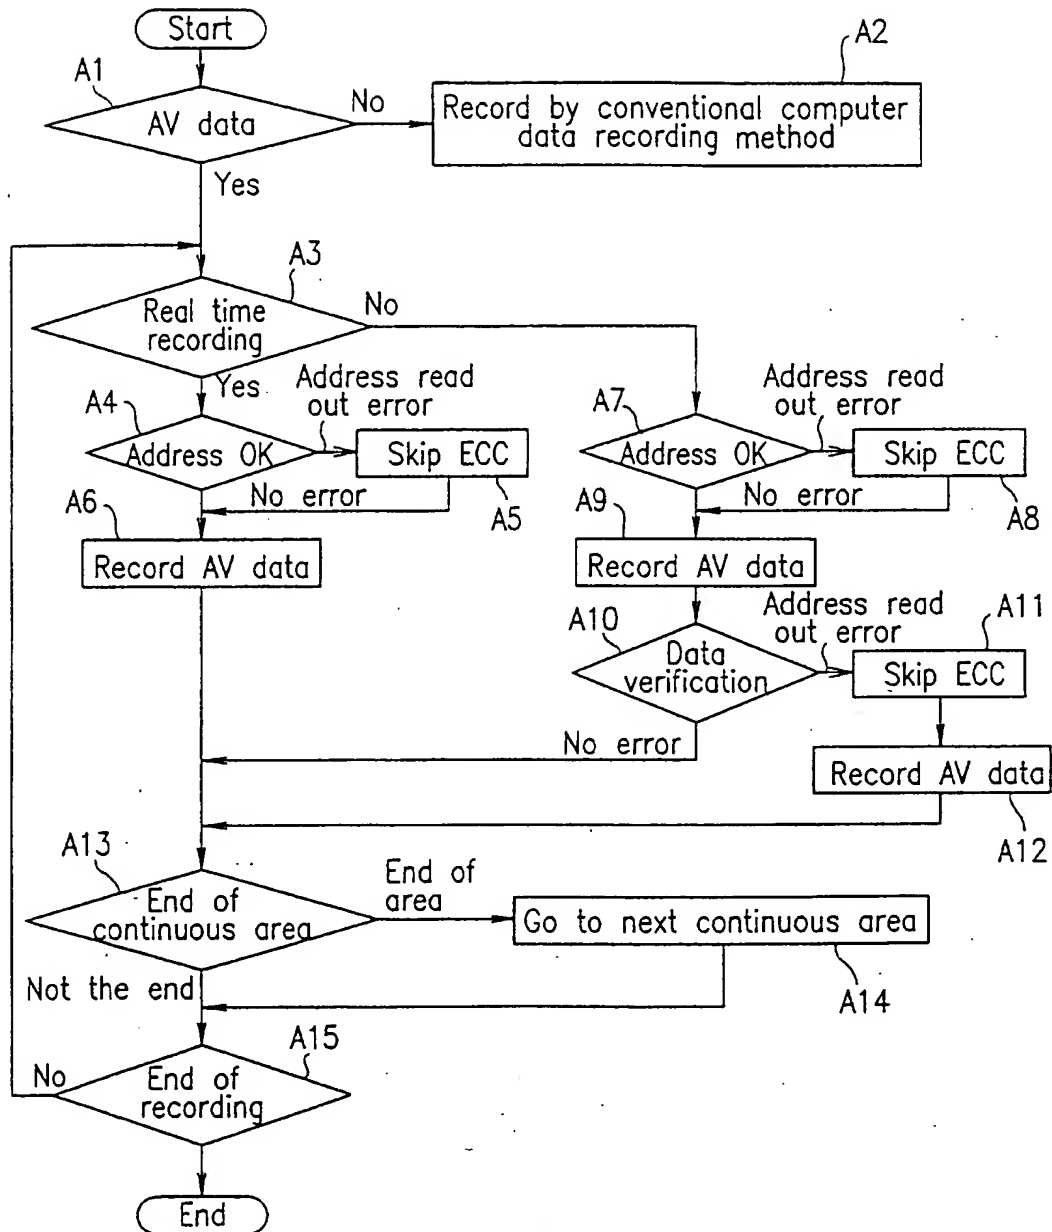 Start
A1
A2
AV data
No
Record by conventional computer
data recording method
Yes
A3
Real time
recording
No
Yes
Address read
out error
Address read
out error
A4
A7
Address OK
Skip ECC
Address OK
Skip ECC
No error
A5
No error
A8
A6
A9
Record AV data
Record AV data
A10
Address read
out error
A11
Data
verification
Skip ECC
No error
Record AV data
A12
A13
End of
continuous area
End of
area
Go to next continuous area
Not the end
A14
A15
No
End of
recording
End